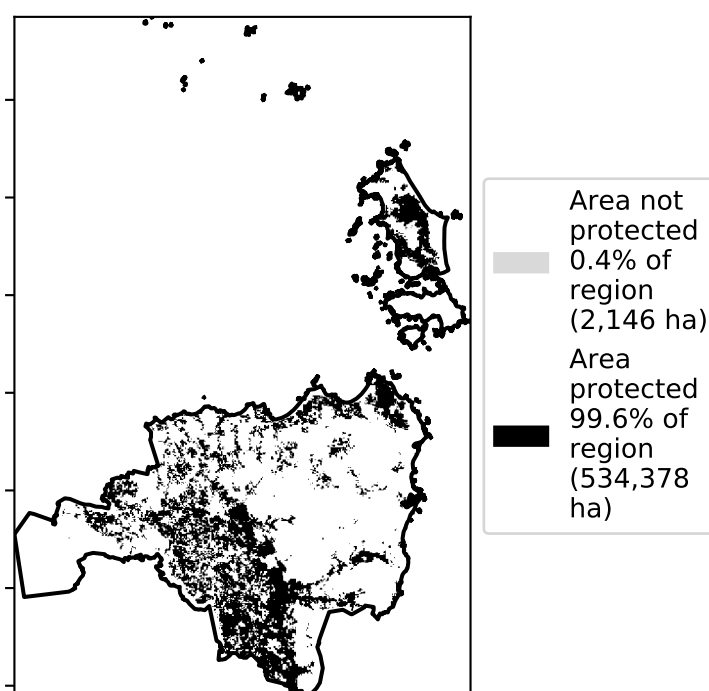 Area not
protected
0.4% of
region
(2,146 ha)
Area
protected
99.6% of
region
(534,378
ha)